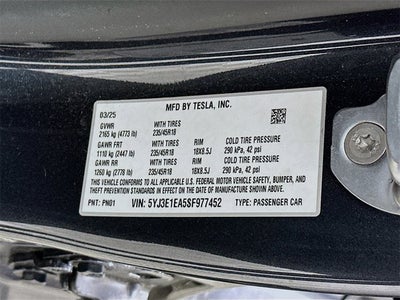 MFD BY TESLA, INC.
03/25
GVWR WITH TIRES
2165 kg (4773 lb) 235/45R18
GAWR FRT WITH TIRES RIM COLD TIRE PRESSURE
1110 kg (2447 lb) 235/45R18 18X8.5J 290 kPa, 42 psi
GAWR RR WITH TIRES RIM COLD TIRE PRESSURE
1260 kg (2778 lb) 235/45R18 18X8.5J 290 kPa, 42 psi
THIS VEHICLE CONFORMS TO ALL APPLICABLE U.S. FEDERAL MOTOR VEHICLE SAFETY, BUMPER, AND
THEFT PREVENTION STANDARDS IN EFFECT ON THE DATE OF MANUFACTURE SHOWN ABOVE.
PNT: PN01 VIN: 5YJ3E1EA5SF977452 TYPE: PASSENGER CAR